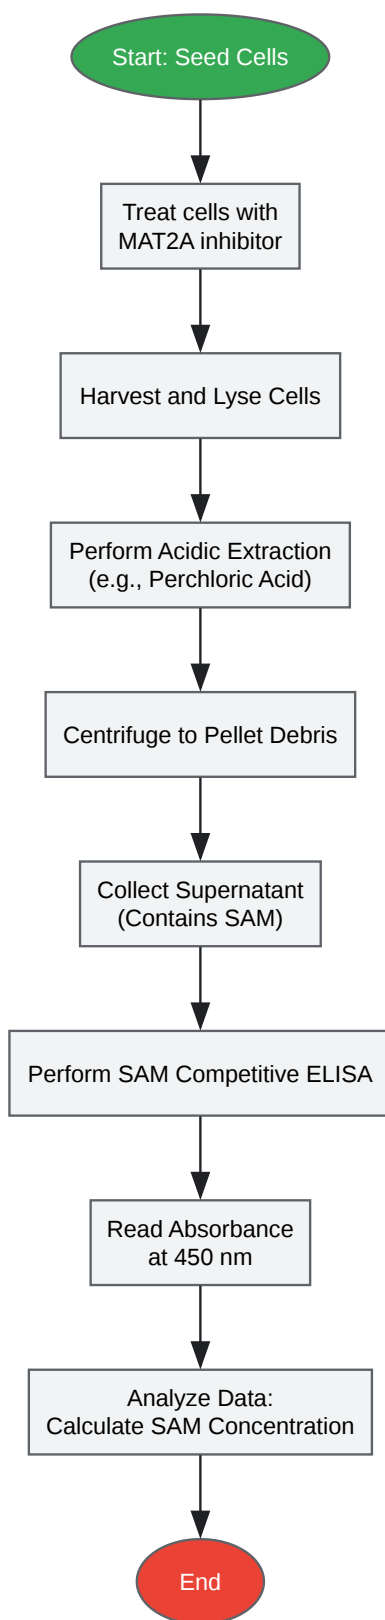 Start: Seed Cells
Treat cells with
MAT2A inhibitor
Harvest and Lyse Cells
Perform Acidic Extraction
(e.g., Perchloric Acid)
Centrifuge to Pellet Debris
Collect Supernatant
(Contains SAM)
Perform SAM Competitive ELISA
Read Absorbance
at 450 nm
Analyze Data:
Calculate SAM Concentration
End